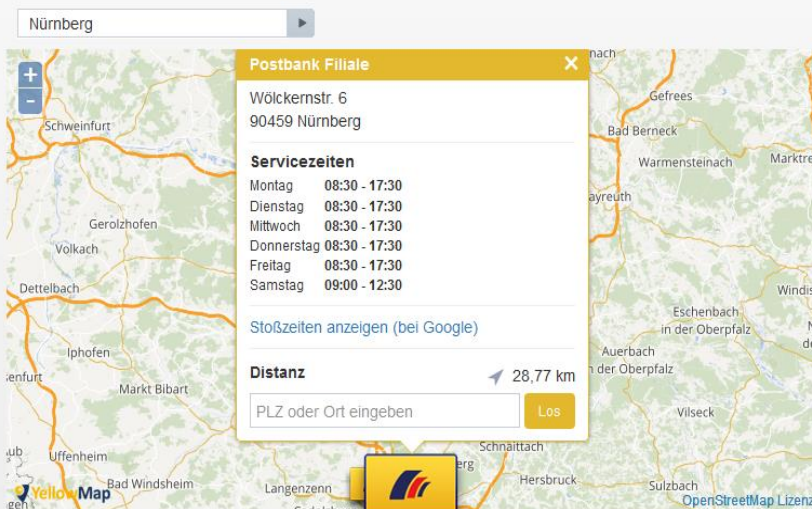 Nürnberg
+
-
Postbank Filiale
×
Wölckernstr. 6
90459 Nürnberg
Servicezeiten
Montag 08:30 - 17:30
Dienstag 08:30 - 17:30
Mittwoch 08:30 - 17:30
Donnerstag 08:30 - 17:30
Freitag 08:30 - 17:30
Samstag 09:00 - 12:30
Stoßzeiten anzeigen (bei Google)
Distanz 28,77 km
PLZ oder Ort eingeben Los
Schweinfurt
Gerolzhofen
Volkach
Dettelbach
Iphofen
Markt Bibart
Uffenheim
Bad Windsheim
Langenzenn
YellowMap
Gefrees
Bad Berneck
Warmensteinach
Eschenbach
in der Oberpfalz
Auerbach
Vilseck
Schnaittach
Hersbruck
Sulzbach
OpenStreetMap Lizenz